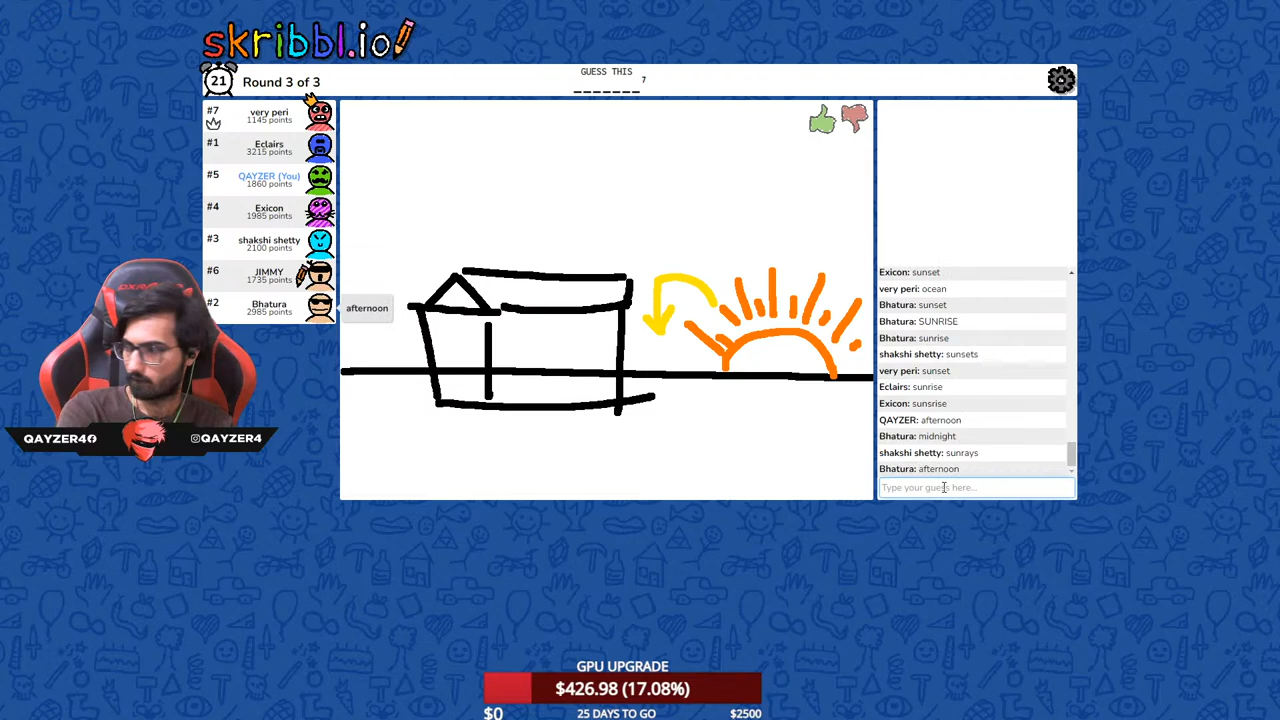 skribbl.io
21
Round 3 of 3
GUESS THIS
_______ 7
#7
very peri
1145 points
#1
Eclairs
3215 points
#5
QAYZER (You)
1860 points
#4
Exicon
1985 points
#3
shakshi shetty
2100 points
#6
JIMMY
1735 points
#2
Bhatura
2985 points
afternoon
Exicon: sunset
very peri: ocean
Bhatura: sunset
Bhatura: SUNRISE
Bhatura: sunrise
shakshi shetty: sunsets
very peri: sunset
Eclairs: sunrise
Exicon: sunsrise
QAYZER: afternoon
Bhatura: midnight
shakshi shetty: sunrays
Bhatura: afternoon
Type your guess here...
DXRACER
QAYZER4
QAYZER4
GPU UPGRADE
$426.98 (17.08%)
$0
25 DAYS TO GO
$2500